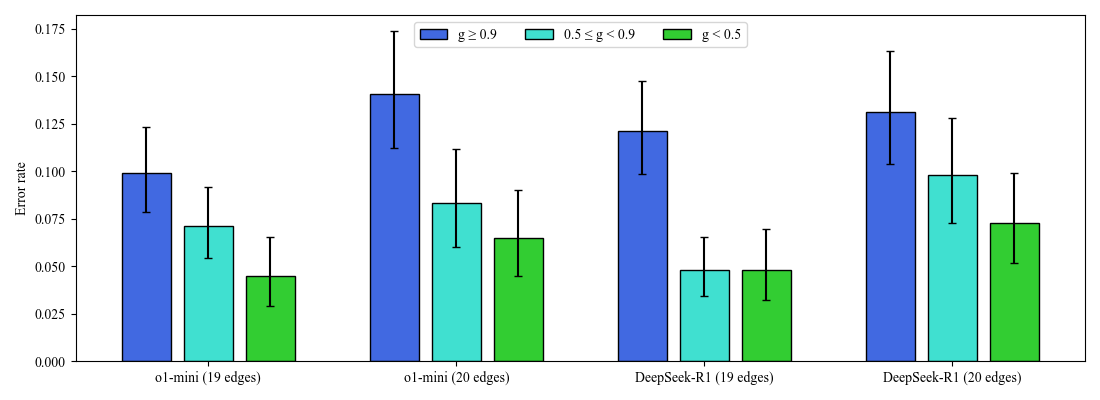 g ≥ 0.9
0.5 ≤ g < 0.9
g < 0.5
Error rate
0.175
0.150
0.125
0.100
0.075
0.050
0.025
0.000
o1-mini (19 edges)
o1-mini (20 edges)
DeepSeek-R1 (19 edges)
DeepSeek-R1 (20 edges)